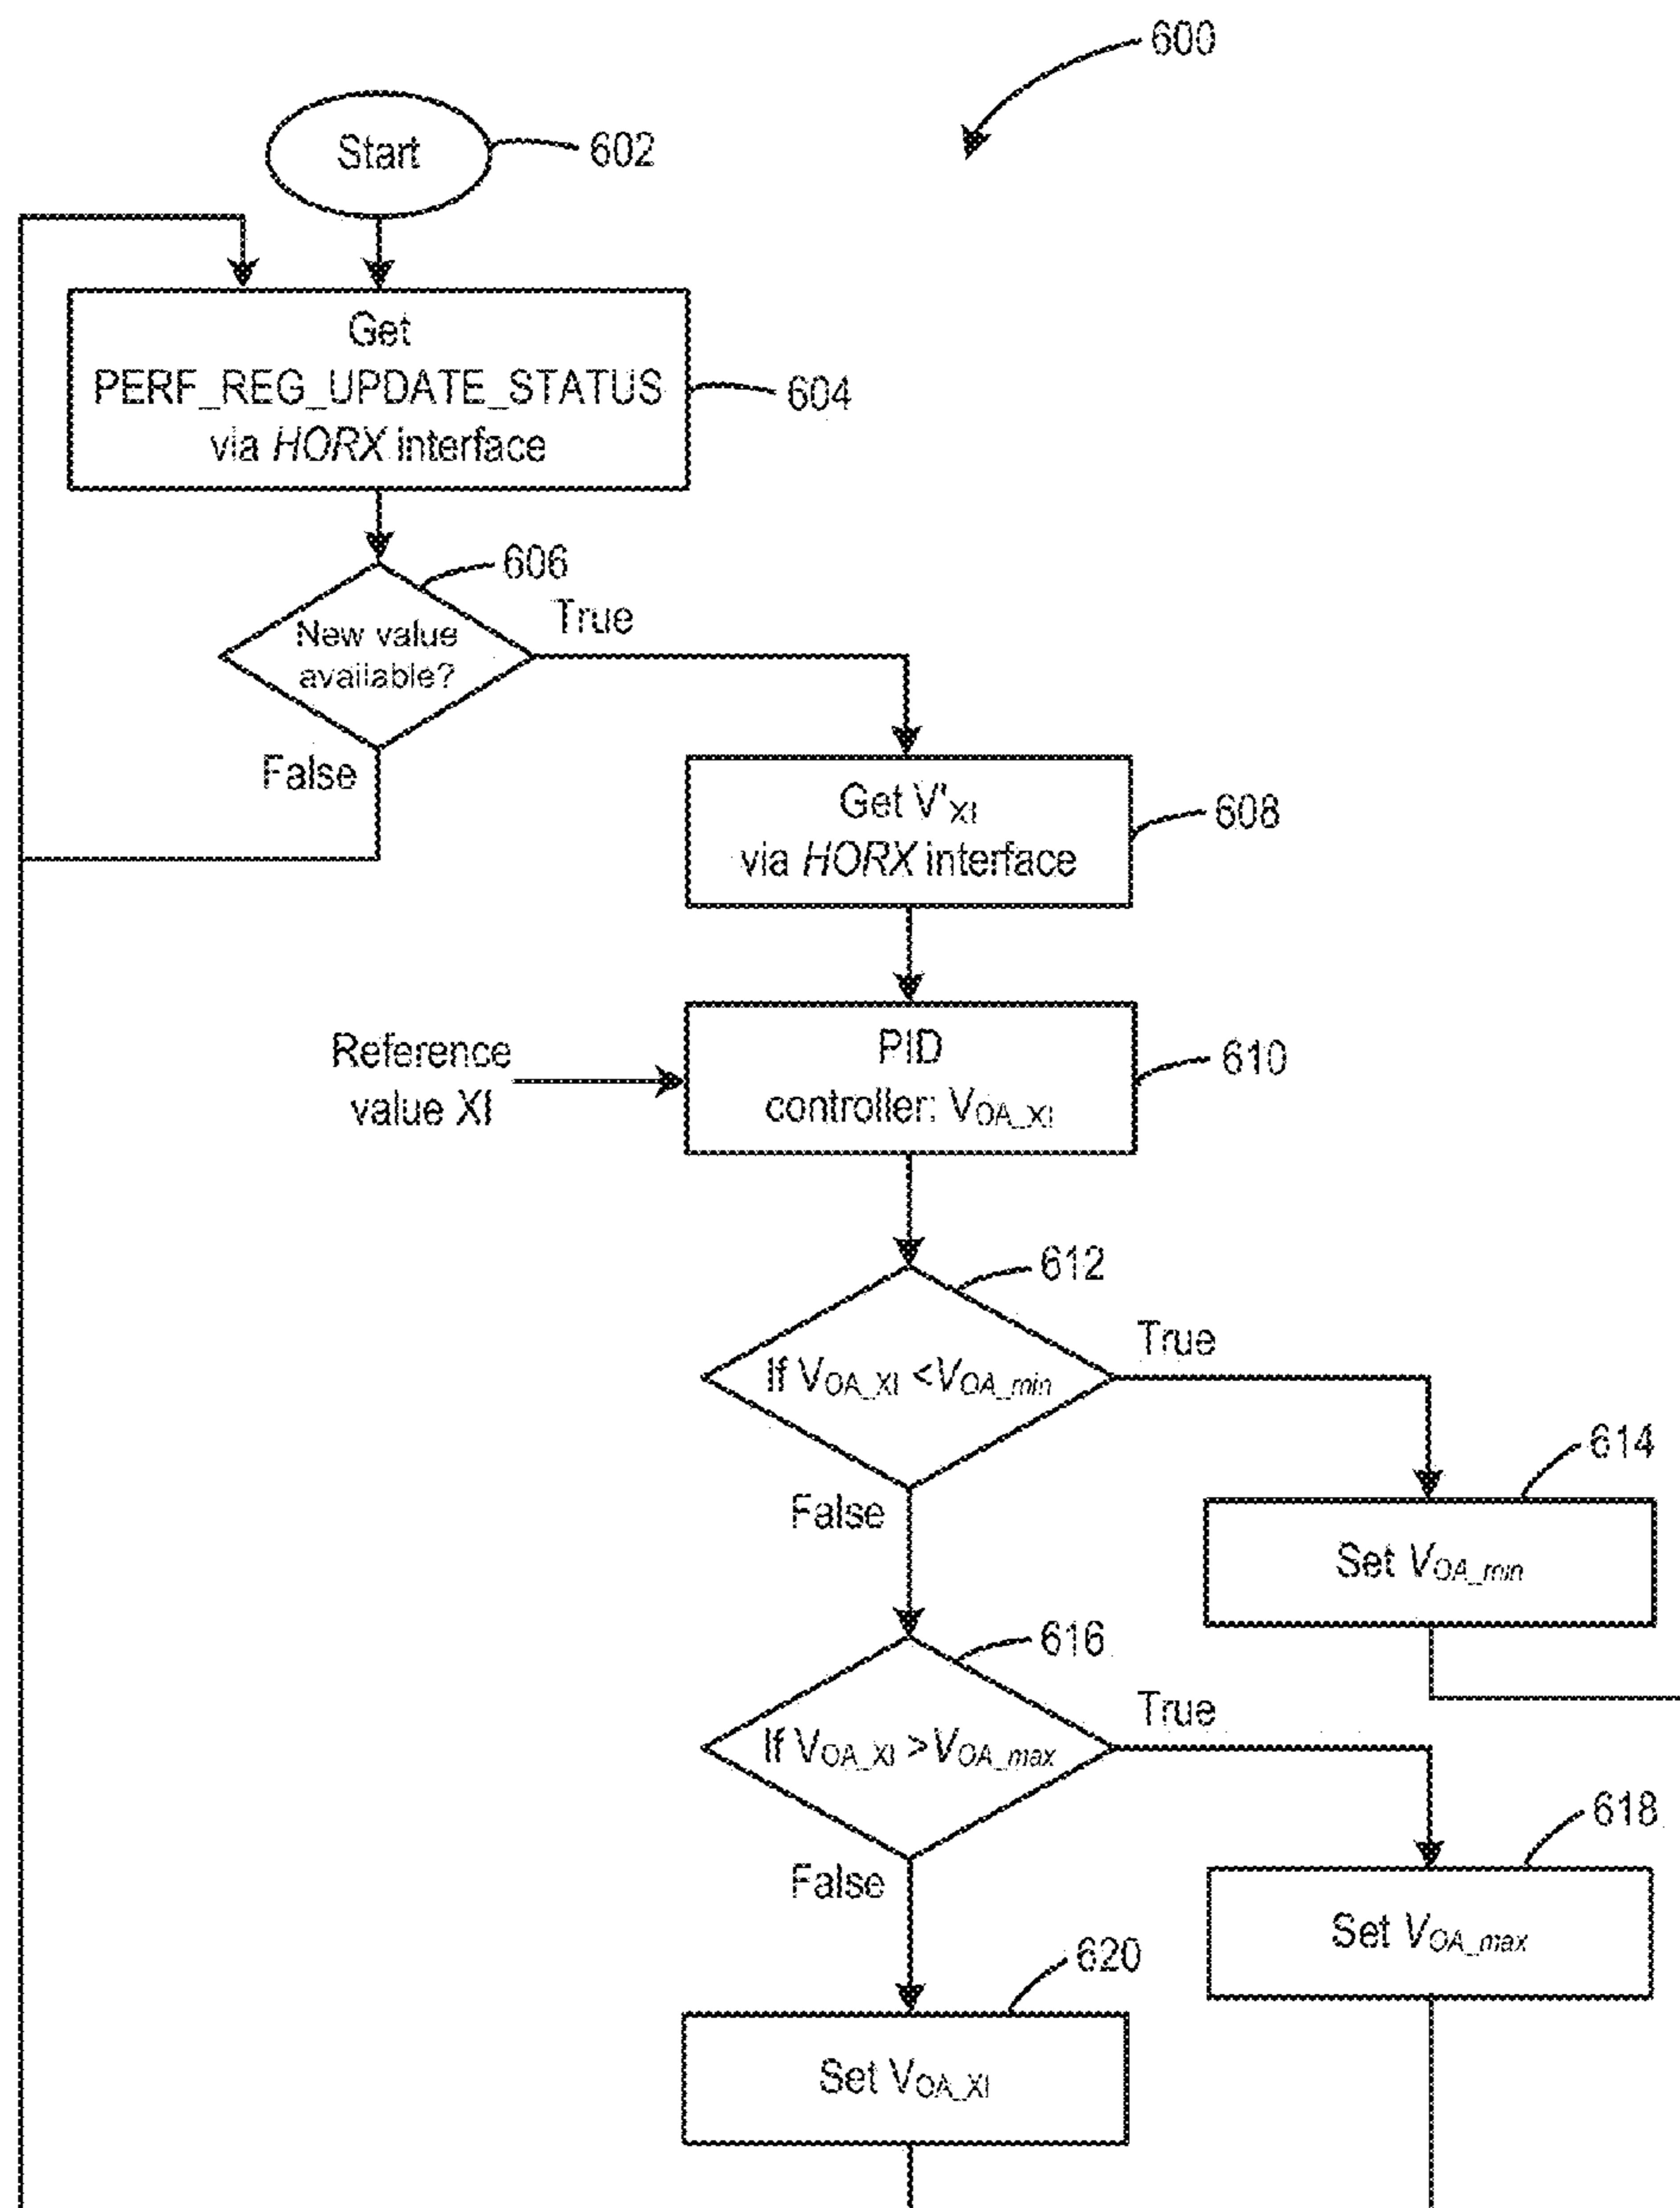 600
Start
602
Get
PERF_REG_UPDATE_STATUS
via HORX interface
604
606
New value
available?
True
False
Get V'XI
via HORX interface
608
Reference
value XI
PID
controller: VOA_XI
610
612
If VOA_XI <VOA_min
True
False
614
Set VOA_min
616
If VOA_XI >VOA_max
True
False
618
Set VOA_max
620
Set VOA_XI